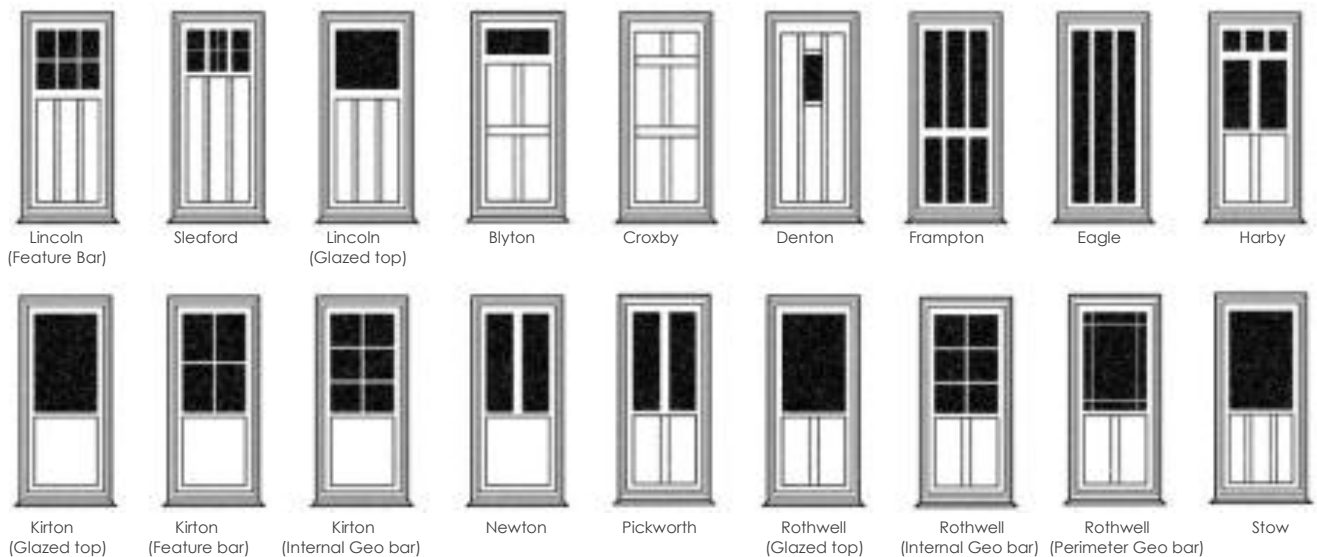 Lincoln
(Feature Bar)
Sleaford
Lincoln
(Glazed top)
Blyton
Croxby
Denton
Frampton
Eagle
Harby
Kirton
(Glazed top)
Kirton
(Feature bar)
Kirton
(Internal Geo bar)
Newton
Pickworth
Rothwell
(Glazed top)
Rothwell
(Internal Geo bar)
Rothwell
(Perimeter Geo bar)
Stow